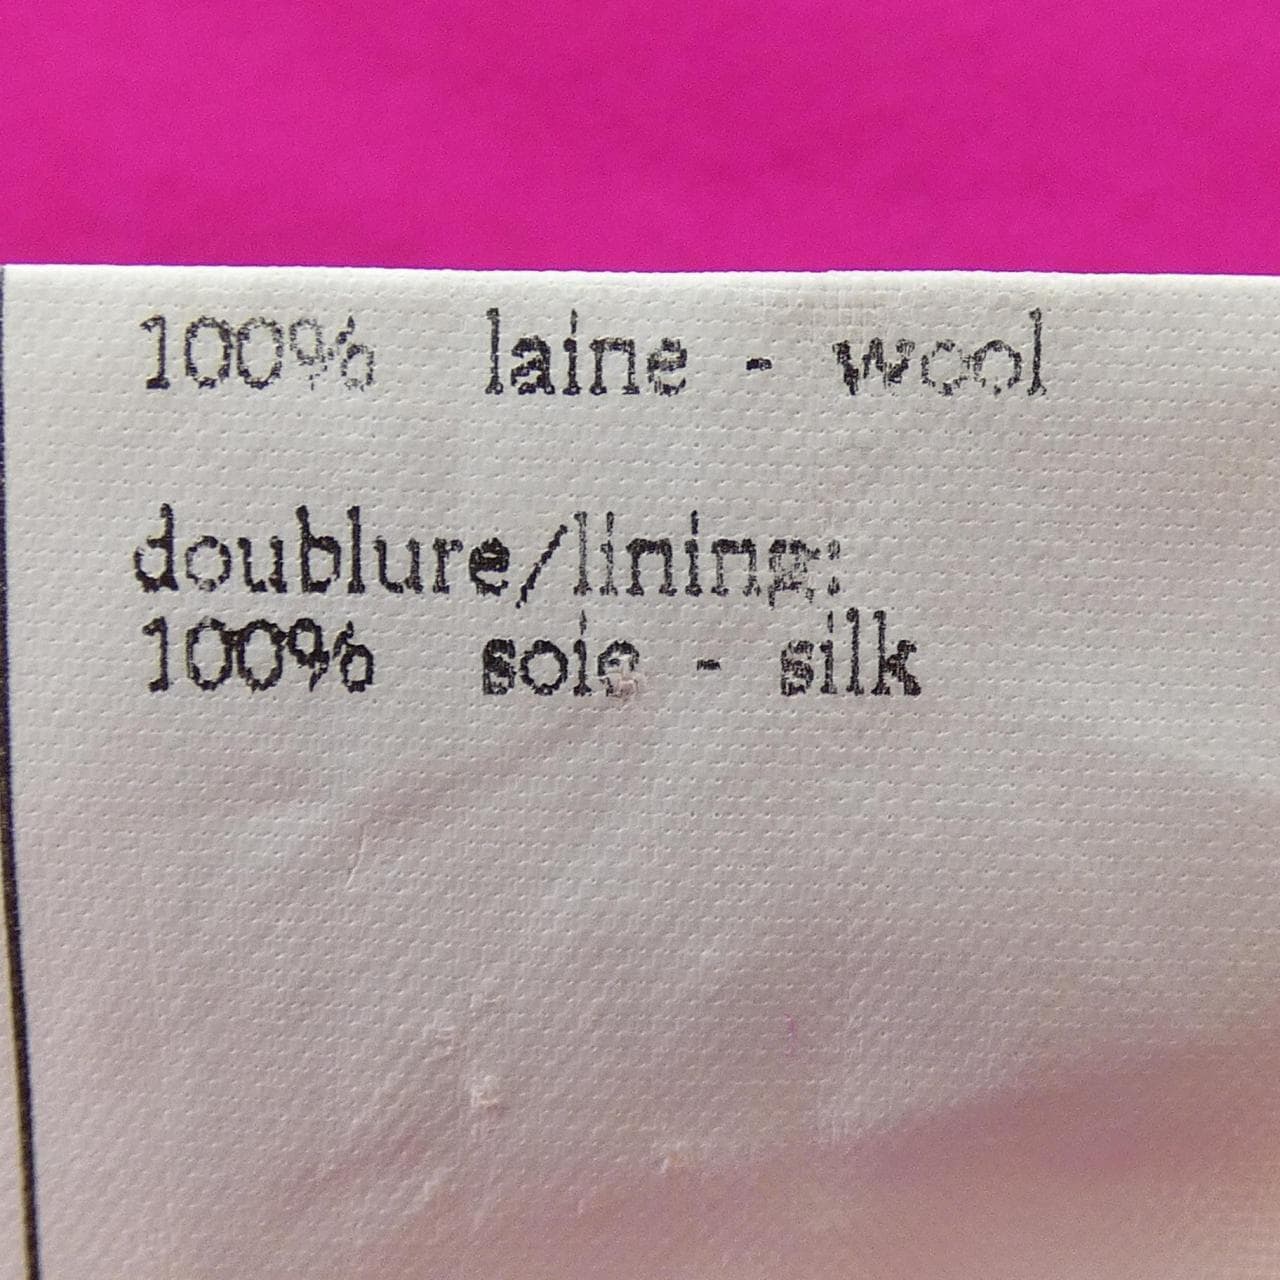 100% laine - wool
doublure/lining:
100% soie - silk